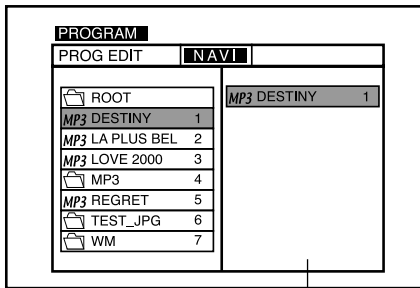 PROGRAM
PROG EDIT NAVI
ROOT
MP3 DESTINY 1
MP3 LA PLUS BEL 2
MP3 LOVE 2000 3
MP3 4
MP3 REGRET 5
TEST_JPG 6
WM 7
MP3 DESTINY 1